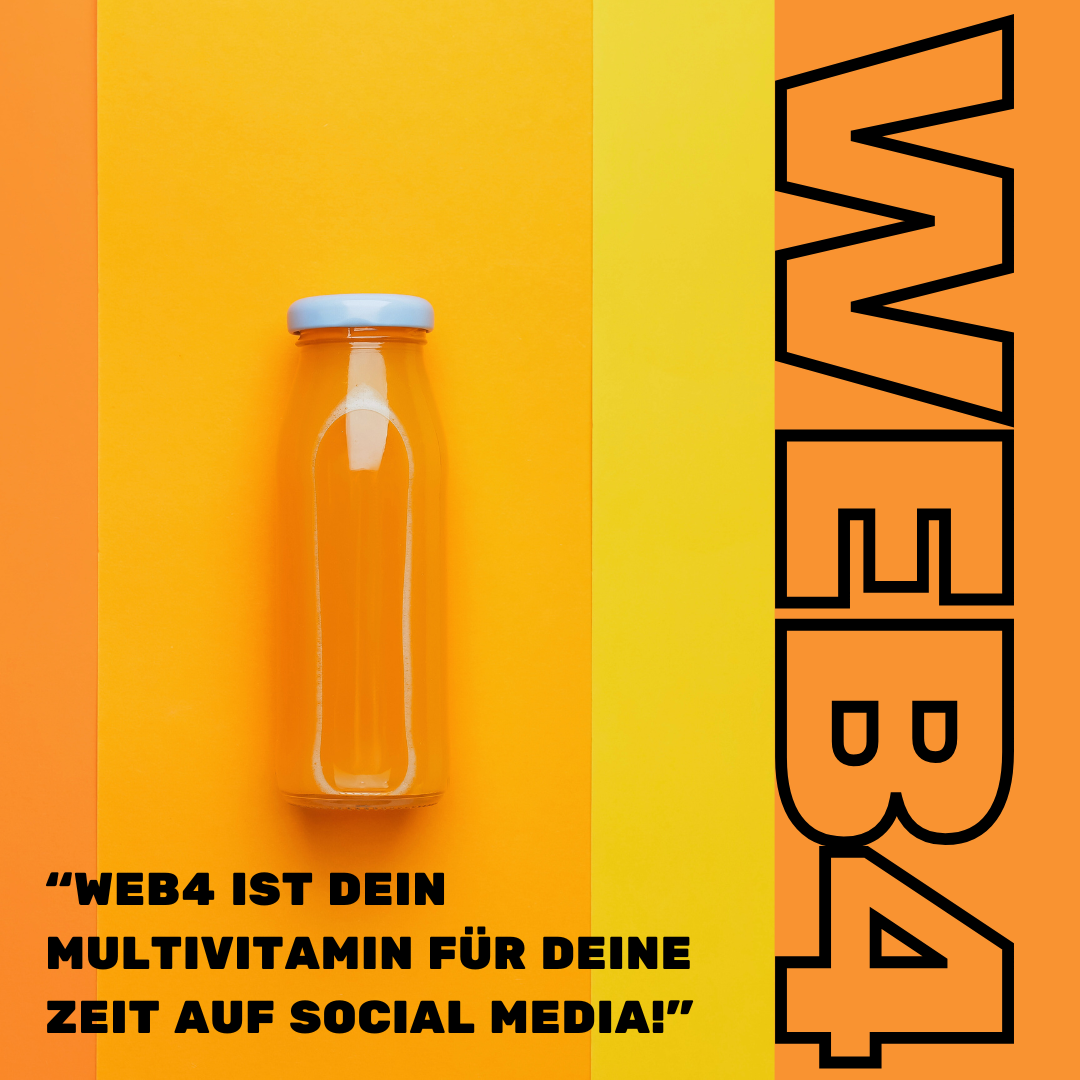 “WEB4 IST DEIN
MULTIVITAMIN FÜR DEINE
ZEIT AUF SOCIAL MEDIA!”
WEB4